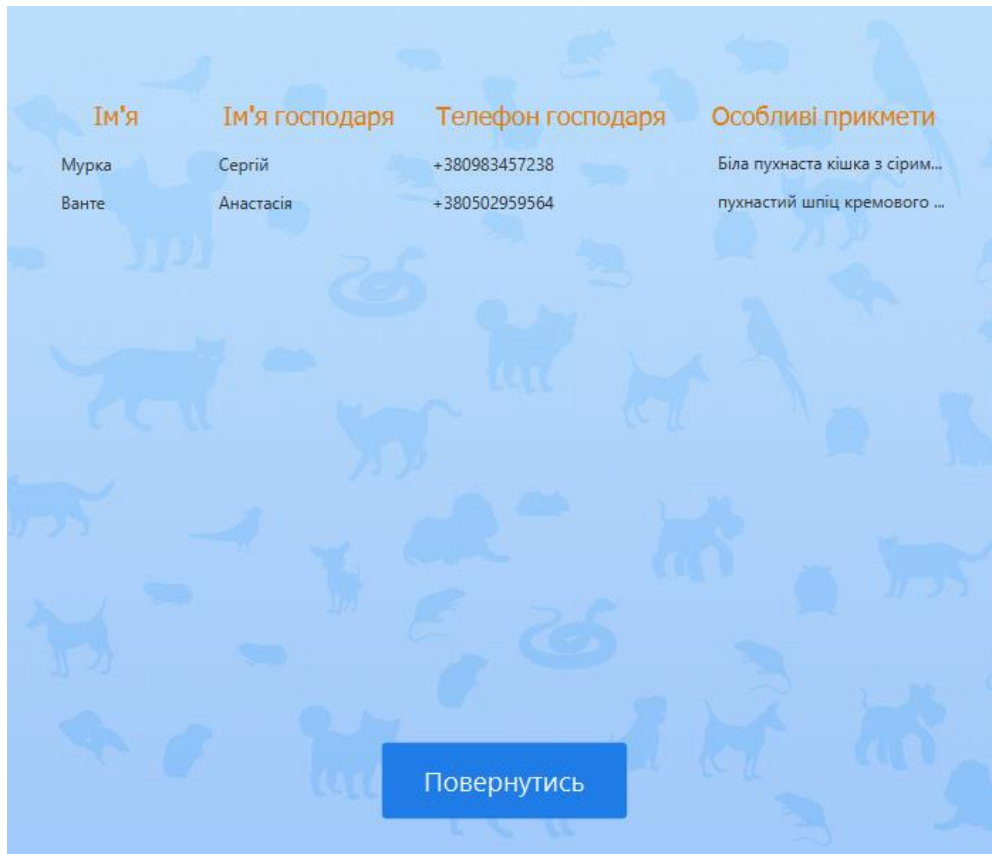 Ім'я Ім'я господаря Телефон господаря Особливі прикмети
Мурка Сергій +380983457238 Біла пухнаста кішка з сірим...
Ванте Анастасія +380502959564 пухнастий шпіц кремового ...
Повернутись